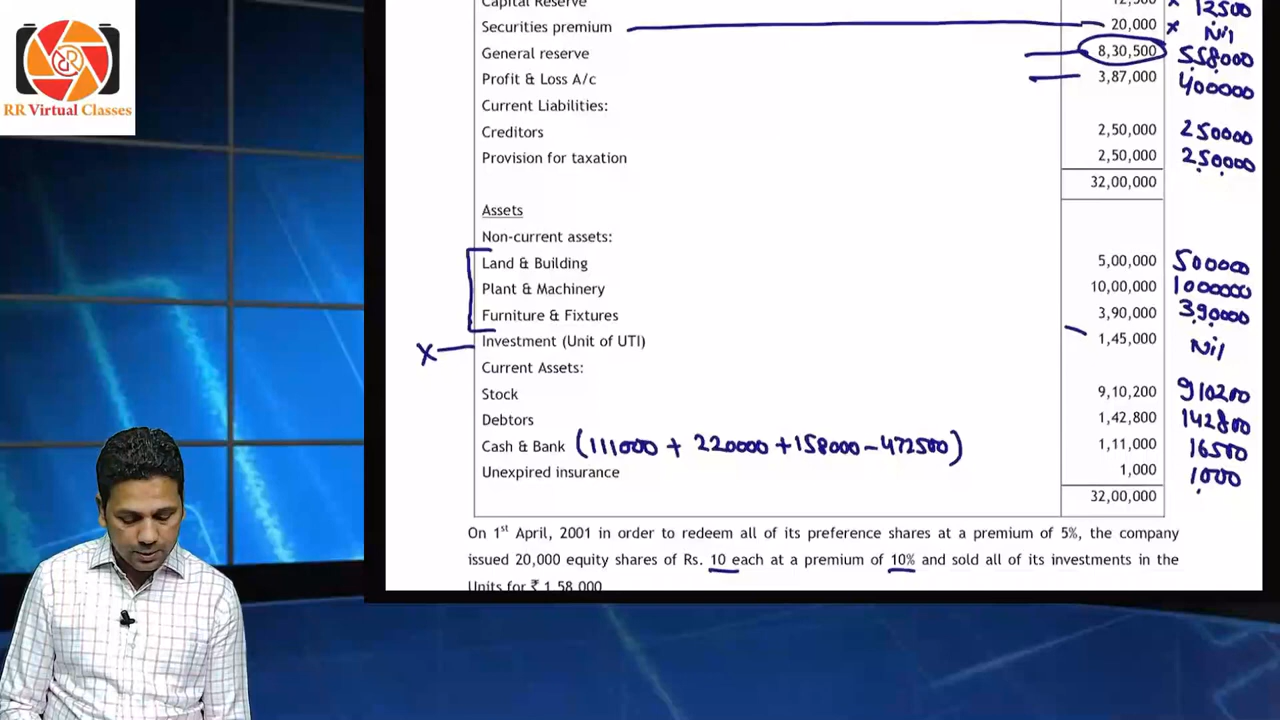 RR Virtual Classes
Capital Reserve 12,500 x 12500
Securities premium 20,000 x Nil
General reserve 8,30,500 558000
Profit & Loss A/c 3,87,000 400000
Current Liabilities:
Creditors 2,50,000 250000
Provision for taxation 2,50,000 250000
32,00,000
Assets
Non-current assets:
Land & Building 5,00,000 500000
Plant & Machinery 10,00,000 1000000
Furniture & Fixtures 3,90,000 390000
x Investment (Unit of UTI) 1,45,000 Nil
Current Assets:
Stock 9,10,200 910200
Debtors 1,42,800 142800
Cash & Bank (111000 + 220000 + 158000 - 472500) 1,11,000 16500
Unexpired insurance 1,000 1000
32,00,000
On 1st April, 2001 in order to redeem all of its preference shares at a premium of 5%, the company
issued 20,000 equity shares of Rs. 10 each at a premium of 10% and sold all of its investments in the
Units for ₹ 1,58,000